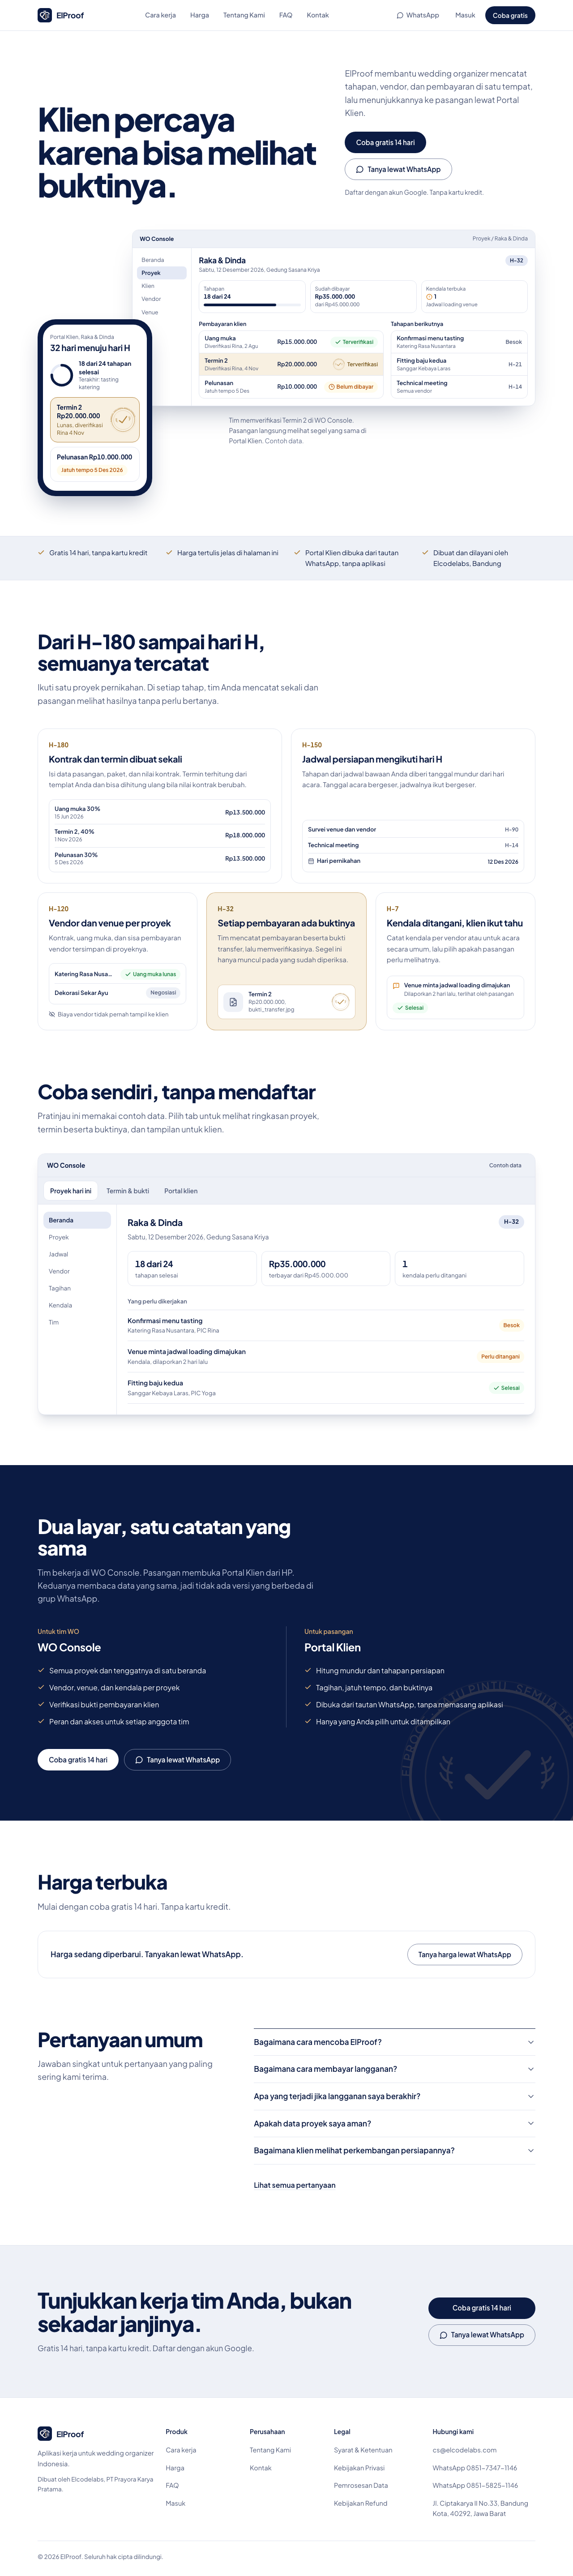 ElProof
Cara kerja
Harga
Tentang Kami
FAQ
Kontak
WhatsApp
Masuk
Coba gratis
Klien percaya
karena bisa melihat
buktinya.
ElProof membantu wedding organizer mencatat
tahapan, vendor, dan pembayaran di satu tempat,
lalu menunjukkannya ke pasangan lewat Portal
Klien.
Coba gratis 14 hari
Tanya lewat WhatsApp
Daftar dengan akun Google. Tanpa kartu kredit.
WO Console
Proyek / Raka & Dinda
Beranda
Proyek
Klien
Vendor
Venue
Raka & Dinda
H-32
Sabtu, 12 Desember 2026, Gedung Sasana Kriya
Tahapan
18 dari 24
Sudah dibayar
Rp35.000.000
dari Rp45.000.000
Kendala terbuka
1
Jadwal loading venue
Pembayaran klien
Uang muka
Diverifikasi Rina, 2 Agu
Rp15.000.000
Terverifikasi
Termin 2
Diverifikasi Rina, 4 Nov
Rp20.000.000
Terverifikasi
Pelunasan
Jatuh tempo 5 Des
Rp10.000.000
Belum dibayar
Tahapan berikutnya
Konfirmasi menu tasting
Katering Rasa Nusantara
Besok
Fitting baju kedua
Sanggar Kebaya Laras
H-21
Technical meeting
Semua vendor
H-14
Portal Klien, Raka & Dinda
32 hari menuju hari H
18 dari 24 tahapan
selesai
Terakhir: tasting
katering
Termin 2
Rp20.000.000
Lunas, diverifikasi
Rina 4 Nov
Pelunasan Rp10.000.000
Jatuh tempo 5 Des 2026
Tim memverifikasi Termin 2 di WO Console.
Pasangan langsung melihat segel yang sama di
Portal Klien. Contoh data.
Gratis 14 hari, tanpa kartu kredit
Harga tertulis jelas di halaman ini
Portal Klien dibuka dari tautan
WhatsApp, tanpa aplikasi
Dibuat dan dilayani oleh
Elcodelabs, Bandung
Dari H-180 sampai hari H,
semuanya tercatat
Ikuti satu proyek pernikahan. Di setiap tahap, tim Anda mencatat sekali dan
pasangan melihat hasilnya tanpa perlu bertanya.
H-180
Kontrak dan termin dibuat sekali
Isi data pasangan, paket, dan nilai kontrak. Termin terhitung dari
templat Anda dan bisa dihitung ulang bila nilai kontrak berubah.
Uang muka 30%
15 Jun 2026
Rp13.500.000
Termin 2, 40%
1 Nov 2026
Rp18.000.000
Pelunasan 30%
5 Des 2026
Rp13.500.000
H-150
Jadwal persiapan mengikuti hari H
Tahapan dari jadwal bawaan Anda diberi tanggal mundur dari hari
acara. Tanggal acara bergeser, jadwalnya ikut bergeser.
Survei venue dan vendor
H-90
Technical meeting
H-14
Hari pernikahan
12 Des 2026
H-120
Vendor dan venue per proyek
Kontrak, uang muka, dan sisa pembayaran
vendor tersimpan di proyeknya.
Katering Rasa Nusa...
Uang muka lunas
Dekorasi Sekar Ayu
Negosiasi
Biaya vendor tidak pernah tampil ke klien
H-32
Setiap pembayaran ada buktinya
Tim mencatat pembayaran beserta bukti
transfer, lalu memverifikasinya. Segel ini
hanya muncul pada yang sudah diperiksa.
Termin 2
Rp20.000.000,
bukti_transfer.jpg
H-7
Kendala ditangani, klien ikut tahu
Catat kendala per vendor atau untuk acara
secara umum, lalu pilih apakah pasangan
perlu melihatnya.
Venue minta jadwal loading dimajukan
Dilaporkan 2 hari lalu, terlihat oleh pasangan
Selesai
Coba sendiri, tanpa mendaftar
Pratinjau ini memakai contoh data. Pilih tab untuk melihat ringkasan proyek,
termin beserta buktinya, dan tampilan untuk klien.
WO Console
Contoh data
Proyek hari ini
Termin & bukti
Portal klien
Beranda
Proyek
Jadwal
Vendor
Tagihan
Kendala
Tim
Raka & Dinda
H-32
Sabtu, 12 Desember 2026, Gedung Sasana Kriya
18 dari 24
tahapan selesai
Rp35.000.000
terbayar dari Rp45.000.000
1
kendala perlu ditangani
Yang perlu dikerjakan
Konfirmasi menu tasting
Katering Rasa Nusantara, PIC Rina
Besok
Venue minta jadwal loading dimajukan
Kendala, dilaporkan 2 hari lalu
Perlu ditangani
Fitting baju kedua
Sanggar Kebaya Laras, PIC Yoga
Selesai
Dua layar, satu catatan yang
sama
Tim bekerja di WO Console. Pasangan membuka Portal Klien dari HP.
Keduanya membaca data yang sama, jadi tidak ada versi yang berbeda di
grup WhatsApp.
Untuk tim WO
WO Console
Semua proyek dan tenggatnya di satu beranda
Vendor, venue, dan kendala per proyek
Verifikasi bukti pembayaran klien
Peran dan akses untuk setiap anggota tim
Untuk pasangan
Portal Klien
Hitung mundur dan tahapan persiapan
Tagihan, jatuh tempo, dan buktinya
Dibuka dari tautan WhatsApp, tanpa memasang aplikasi
Hanya yang Anda pilih untuk ditampilkan
Coba gratis 14 hari
Tanya lewat WhatsApp
Harga terbuka
Mulai dengan coba gratis 14 hari. Tanpa kartu kredit.
Harga sedang diperbarui. Tanyakan lewat WhatsApp.
Tanya harga lewat WhatsApp
Pertanyaan umum
Jawaban singkat untuk pertanyaan yang paling
sering kami terima.
Bagaimana cara mencoba ElProof?
Bagaimana cara membayar langganan?
Apa yang terjadi jika langganan saya berakhir?
Apakah data proyek saya aman?
Bagaimana klien melihat perkembangan persiapannya?
Lihat semua pertanyaan
Tunjukkan kerja tim Anda, bukan
sekadar janjinya.
Gratis 14 hari, tanpa kartu kredit. Daftar dengan akun Google.
Coba gratis 14 hari
Tanya lewat WhatsApp
ElProof
Aplikasi kerja untuk wedding organizer
Indonesia.
Dibuat oleh Elcodelabs, PT Prayora Karya
Pratama.
Produk
Cara kerja
Harga
FAQ
Masuk
Perusahaan
Tentang Kami
Kontak
Legal
Syarat & Ketentuan
Kebijakan Privasi
Pemrosesan Data
Kebijakan Refund
Hubungi kami
cs@elcodelabs.com
WhatsApp 0851-7347-1146
WhatsApp 0851-5825-1146
Jl. Ciptakarya II No.33, Bandung
Kota, 40292, Jawa Barat
© 2026 ElProof. Seluruh hak cipta dilindungi.